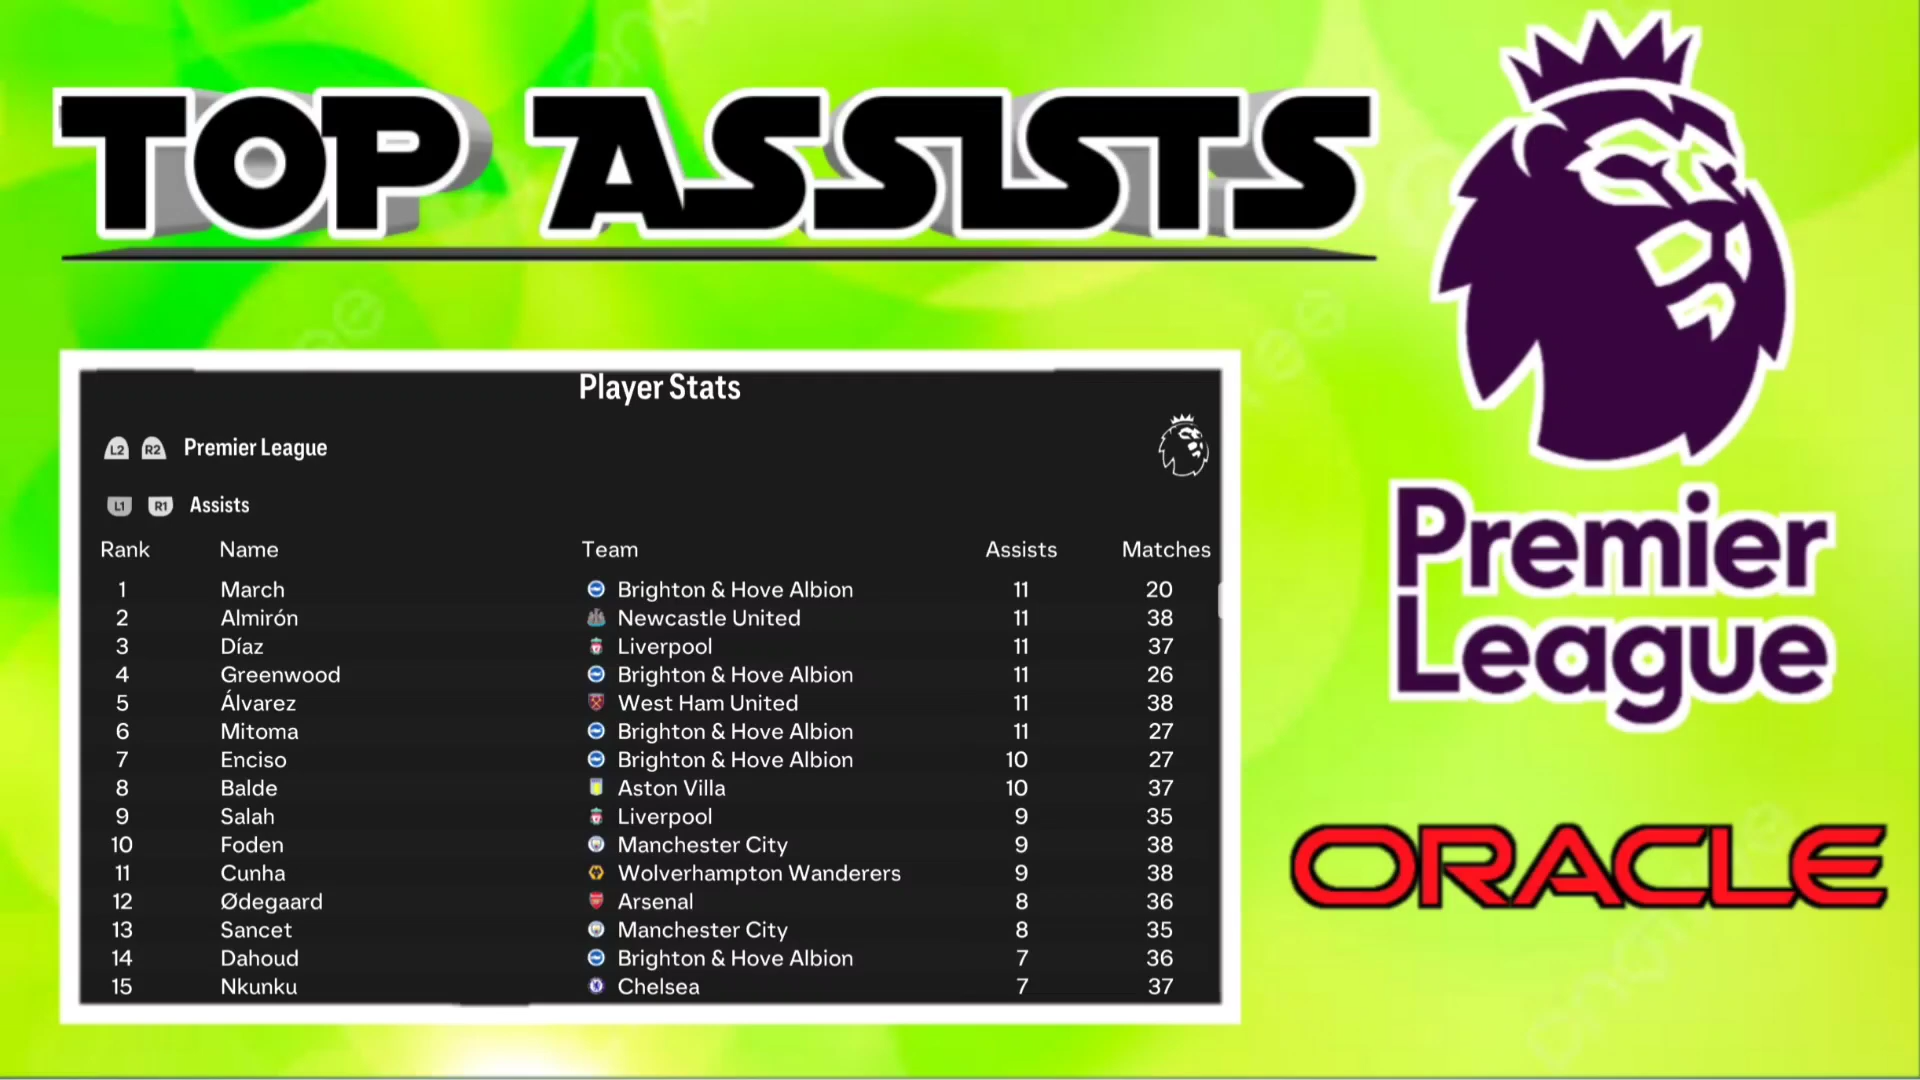 TOP ASSISTS
Player Stats
L2 R2 Premier League
L1 R1 Assists
Rank Name Team Assists Matches
1 March Brighton & Hove Albion 11 20
2 Almirón Newcastle United 11 38
3 Díaz Liverpool 11 37
4 Greenwood Brighton & Hove Albion 11 26
5 Álvarez West Ham United 11 38
6 Mitoma Brighton & Hove Albion 11 27
7 Enciso Brighton & Hove Albion 10 27
8 Balde Aston Villa 10 37
9 Salah Liverpool 9 35
10 Foden Manchester City 9 38
11 Cunha Wolverhampton Wanderers 9 38
12 Ødegaard Arsenal 8 36
13 Sancet Manchester City 8 35
14 Dahoud Brighton & Hove Albion 7 36
15 Nkunku Chelsea 7 37
Premier
League
ORACLE